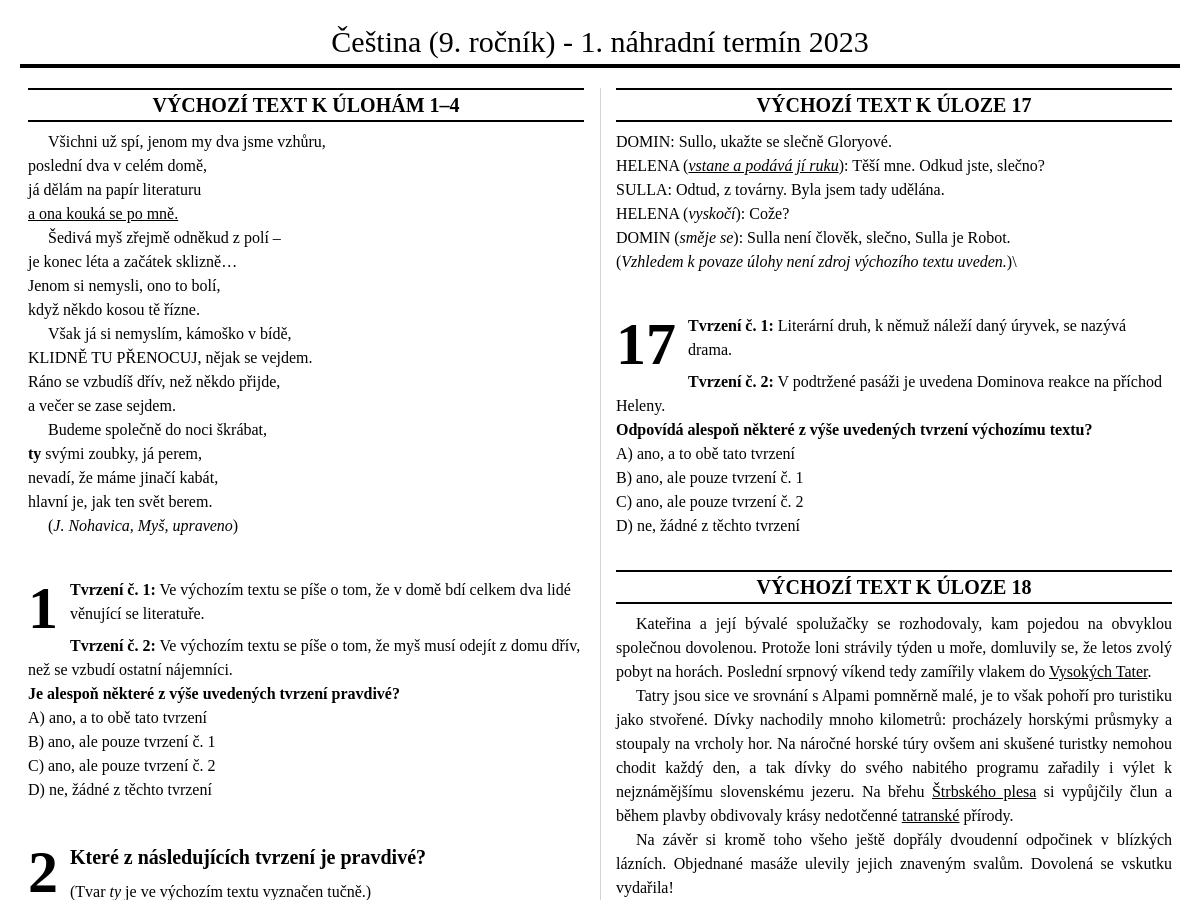 Čeština (9. ročník) - 1. náhradní termín 2023
VÝCHOZÍ TEXT K ÚLOHÁM 1–4
Všichni už spí, jenom my dva jsme vzhůru,
poslední dva v celém domě,
já dělám na papír literaturu
a ona kouká se po mně.
Šedivá myš zřejmě odněkud z polí –
je konec léta a začátek sklizně…
Jenom si nemysli, ono to bolí,
když někdo kosou tě řízne.
Však já si nemyslím, kámoško v bídě,
KLIDNĚ TU PŘENOCUJ, nějak se vejdem.
Ráno se vzbudíš dřív, než někdo přijde,
a večer se zase sejdem.
Budeme společně do noci škrábat,
ty svými zoubky, já perem,
nevadí, že máme jinačí kabát,
hlavní je, jak ten svět berem.
(J. Nohavica, Myš, upraveno)
1 Tvrzení č. 1: Ve výchozím textu se píše o tom, že v domě bdí celkem dva lidé
věnující se literatuře.
Tvrzení č. 2: Ve výchozím textu se píše o tom, že myš musí odejít z domu dřív,
než se vzbudí ostatní nájemníci.
Je alespoň některé z výše uvedených tvrzení pravdivé?
A) ano, a to obě tato tvrzení
B) ano, ale pouze tvrzení č. 1
C) ano, ale pouze tvrzení č. 2
D) ne, žádné z těchto tvrzení
2 Které z následujících tvrzení je pravdivé?
(Tvar ty je ve výchozím textu vyznačen tučně.)
VÝCHOZÍ TEXT K ÚLOZE 17
DOMIN: Sullo, ukažte se slečně Gloryové.
HELENA (vstane a podává jí ruku): Těší mne. Odkud jste, slečno?
SULLA: Odtud, z továrny. Byla jsem tady udělána.
HELENA (vyskočí): Cože?
DOMIN (směje se): Sulla není člověk, slečno, Sulla je Robot.
(Vzhledem k povaze úlohy není zdroj výchozího textu uveden.)\
17 Tvrzení č. 1: Literární druh, k němuž náleží daný úryvek, se nazývá
drama.
Tvrzení č. 2: V podtržené pasáži je uvedena Dominova reakce na příchod
Heleny.
Odpovídá alespoň některé z výše uvedených tvrzení výchozímu textu?
A) ano, a to obě tato tvrzení
B) ano, ale pouze tvrzení č. 1
C) ano, ale pouze tvrzení č. 2
D) ne, žádné z těchto tvrzení
VÝCHOZÍ TEXT K ÚLOZE 18
Kateřina a její bývalé spolužačky se rozhodovaly, kam pojedou na obvyklou
společnou dovolenou. Protože loni strávily týden u moře, domluvily se, že letos zvolý
pobyt na horách. Poslední srpnový víkend tedy zamířily vlakem do Vysokých Tater.
Tatry jsou sice ve srovnání s Alpami pomněrně malé, je to však pohoří pro turistiku
jako stvořené. Dívky nachodily mnoho kilometrů: procházely horskými průsmyky a
stoupaly na vrcholy hor. Na náročné horské túry ovšem ani skušené turistky nemohou
chodit každý den, a tak dívky do svého nabitého programu zařadily i výlet k
nejznámějšímu slovenskému jezeru. Na břehu Štrbského plesa si vypůjčily člun a
během plavby obdivovaly krásy nedotčenné tatranské přírody.
Na závěr si kromě toho všeho ještě dopřály dvoudenní odpočinek v blízkých
lázních. Objednané masáže ulevily jejich znaveným svalům. Dovolená se vskutku
vydařila!